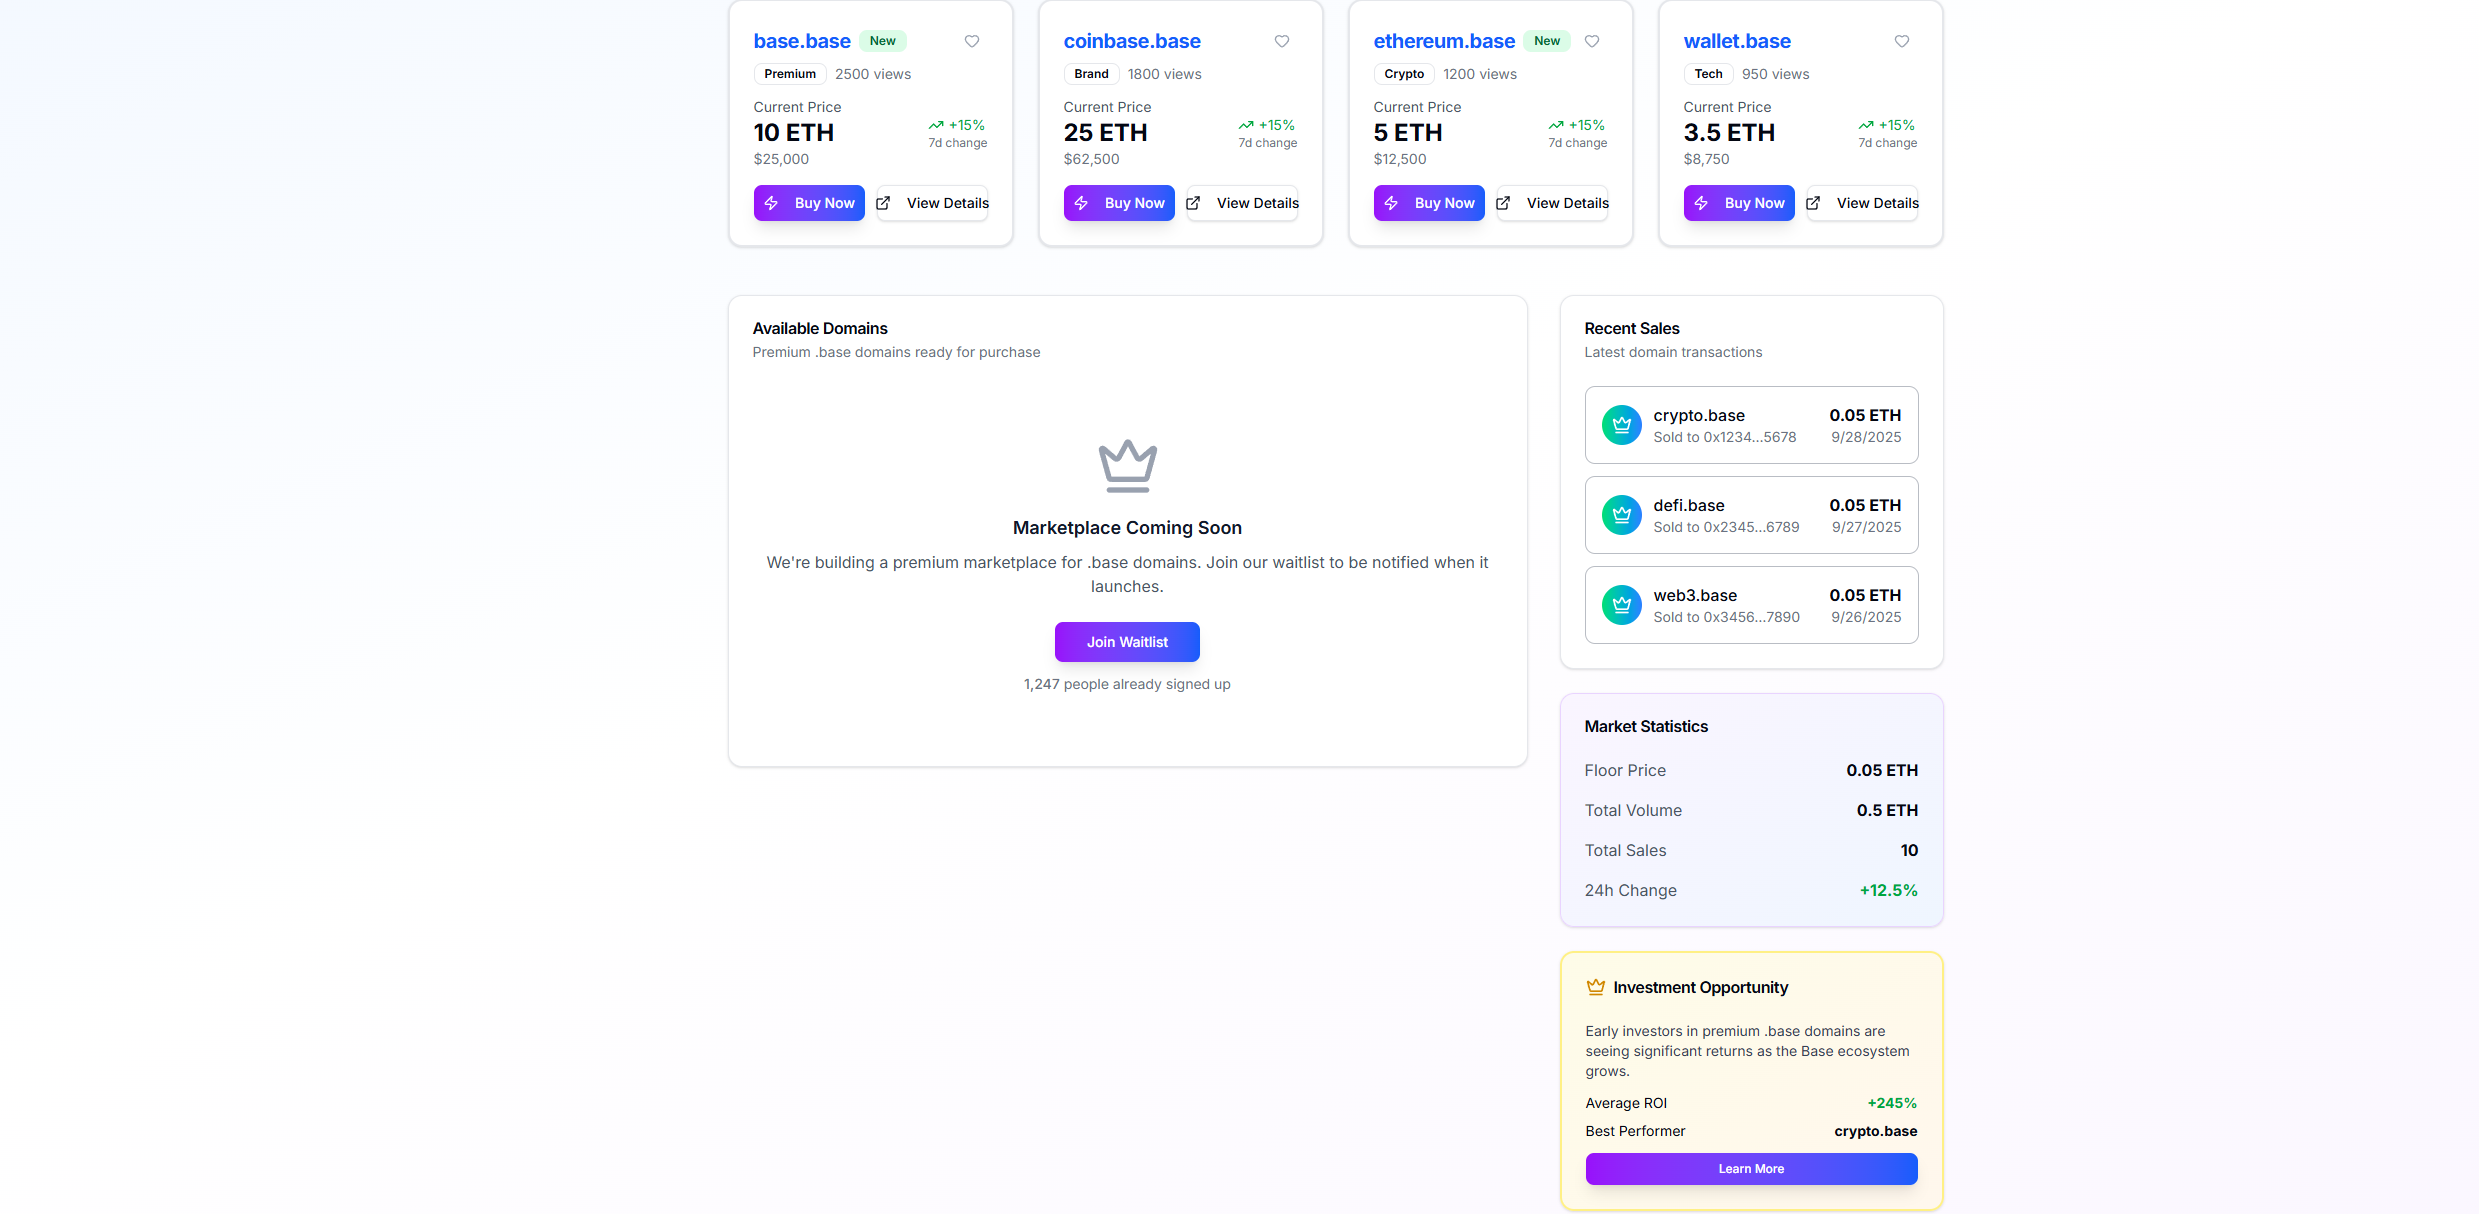 base.base New
Premium 2500 views
Current Price
10 ETH
+15%
$25,000
7d change
Buy Now View Details
coinbase.base
Brand 1800 views
Current Price
25 ETH
+15%
$62,500
7d change
Buy Now View Details
ethereum.base New
Crypto 1200 views
Current Price
5 ETH
+15%
$12,500
7d change
Buy Now View Details
wallet.base
Tech 950 views
Current Price
3.5 ETH
+15%
$8,750
7d change
Buy Now View Details
Available Domains
Premium .base domains ready for purchase
Marketplace Coming Soon
We're building a premium marketplace for .base domains. Join our waitlist to be notified when it
launches.
Join Waitlist
1,247 people already signed up
Recent Sales
Latest domain transactions
crypto.base 0.05 ETH
Sold to 0x1234...5678 9/28/2025
defi.base 0.05 ETH
Sold to 0x2345...6789 9/27/2025
web3.base 0.05 ETH
Sold to 0x3456...7890 9/26/2025
Market Statistics
Floor Price 0.05 ETH
Total Volume 0.5 ETH
Total Sales 10
24h Change +12.5%
Investment Opportunity
Early investors in premium .base domains are
seeing significant returns as the Base ecosystem
grows.
Average ROI +245%
Best Performer crypto.base
Learn More